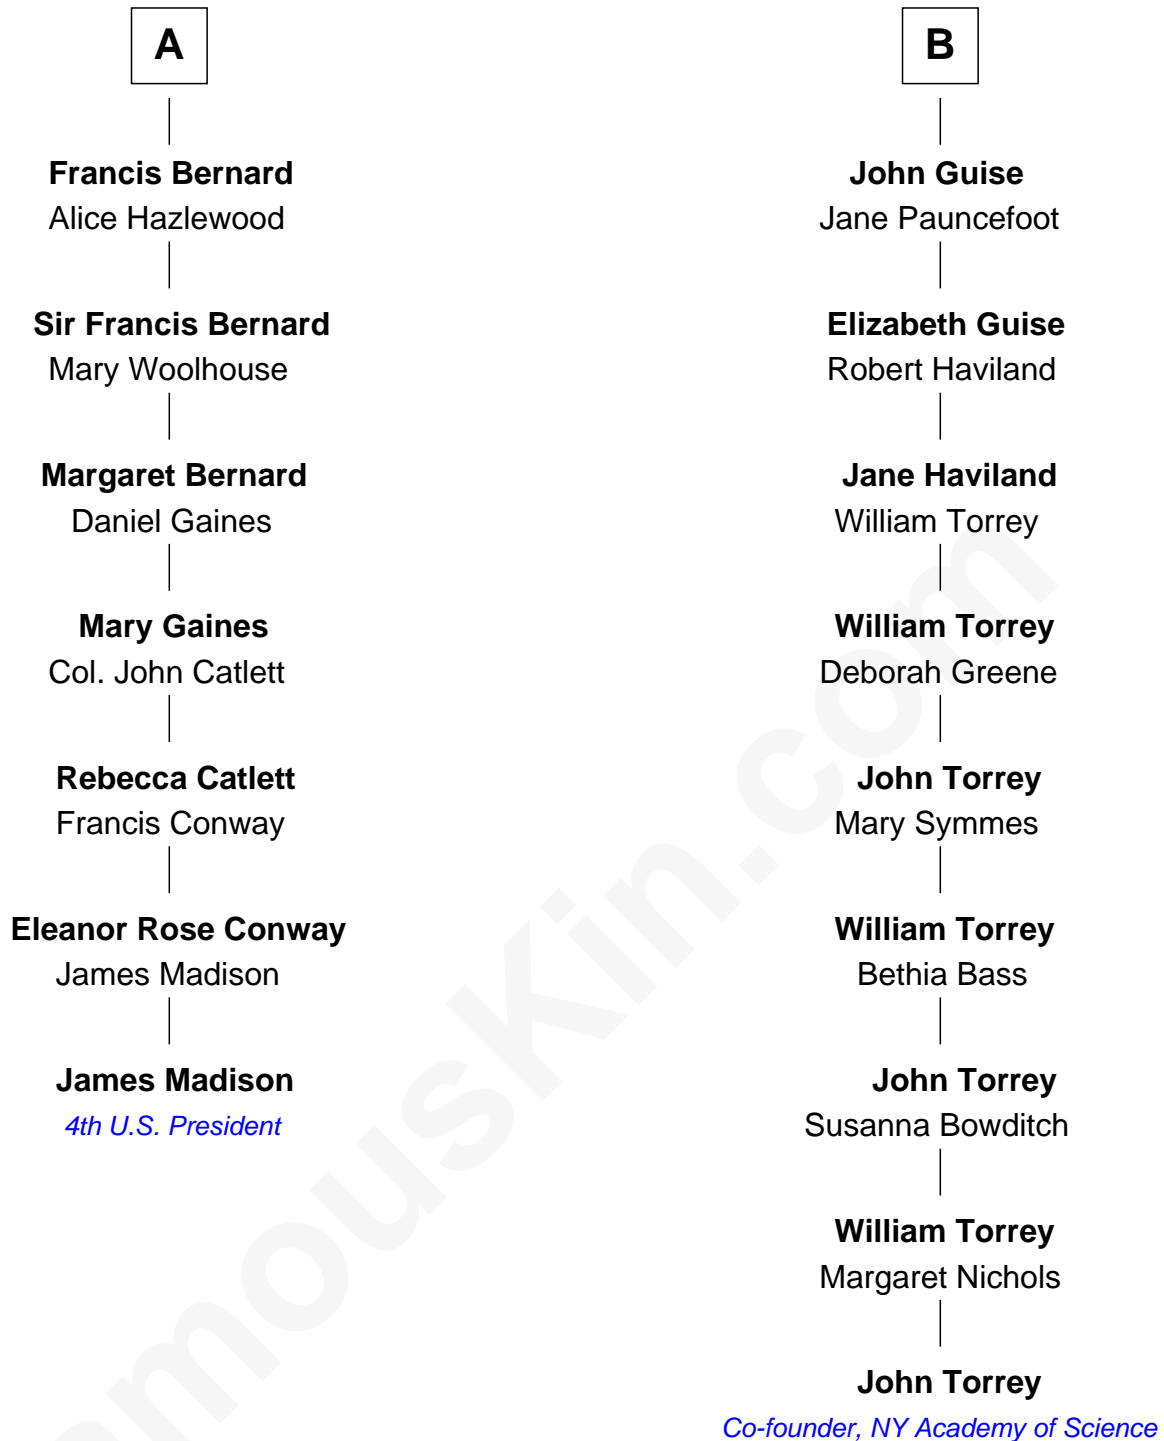 A
Francis Bernard
Alice Hazlewood
Sir Francis Bernard
Mary Woolhouse
Margaret Bernard
Daniel Gaines
Mary Gaines
Col. John Catlett
Rebecca Catlett
Francis Conway
Eleanor Rose Conway
James Madison
James Madison
4th U.S. President
B
John Guise
Jane Pauncefoot
Elizabeth Guise
Robert Haviland
Jane Haviland
William Torrey
William Torrey
Deborah Greene
John Torrey
Mary Symmes
William Torrey
Bethia Bass
John Torrey
Susanna Bowditch
William Torrey
Margaret Nichols
John Torrey
Co-founder, NY Academy of Science
amousKin.com